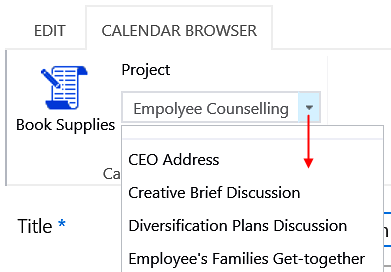 EDIT CALENDAR BROWSER
Project
Empolyee Counselling
Book Supplies
Ca
CEO Address
Creative Brief Discussion
Title *
Diversification Plans Discussion
Employee's Families Get-together